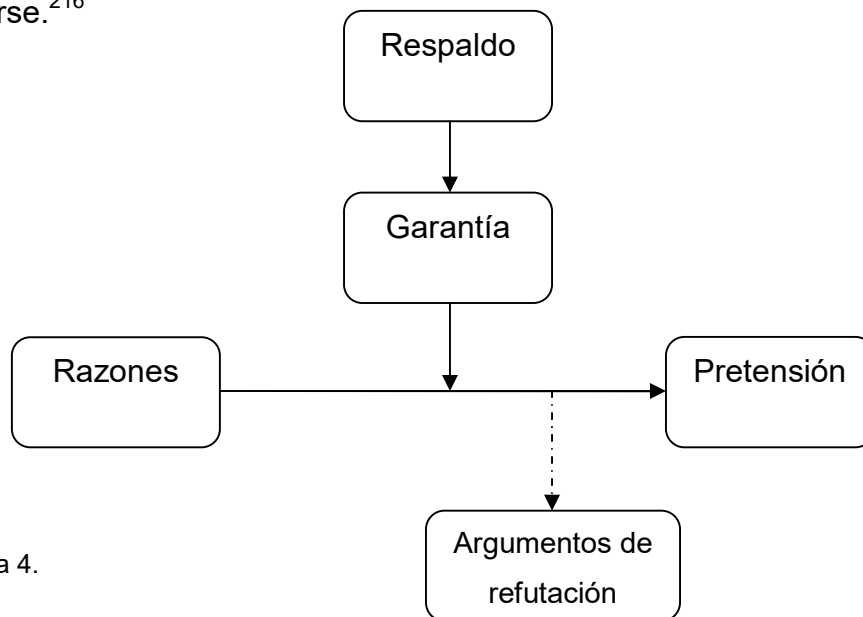 rse.216
Respaldo
Garantía
Razones
Pretensión
Argumentos de
refutación
a 4.